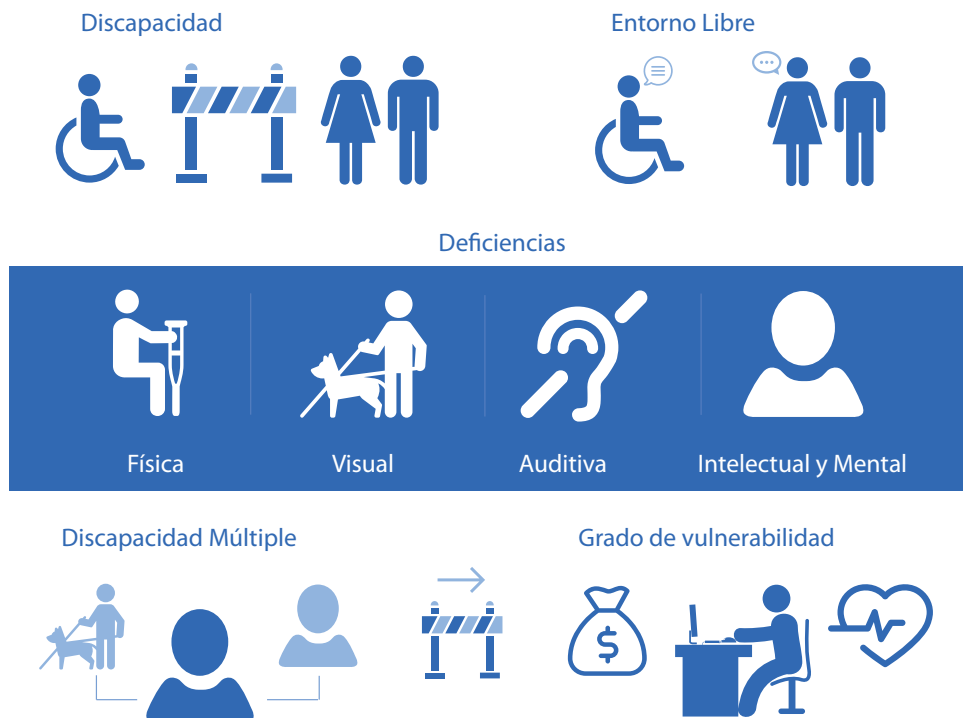 Discapacidad
Entorno Libre
Deficiencias
Física
Visual
Auditiva
Intelectual y Mental
Discapacidad Múltiple
Grado de vulnerabilidad
$